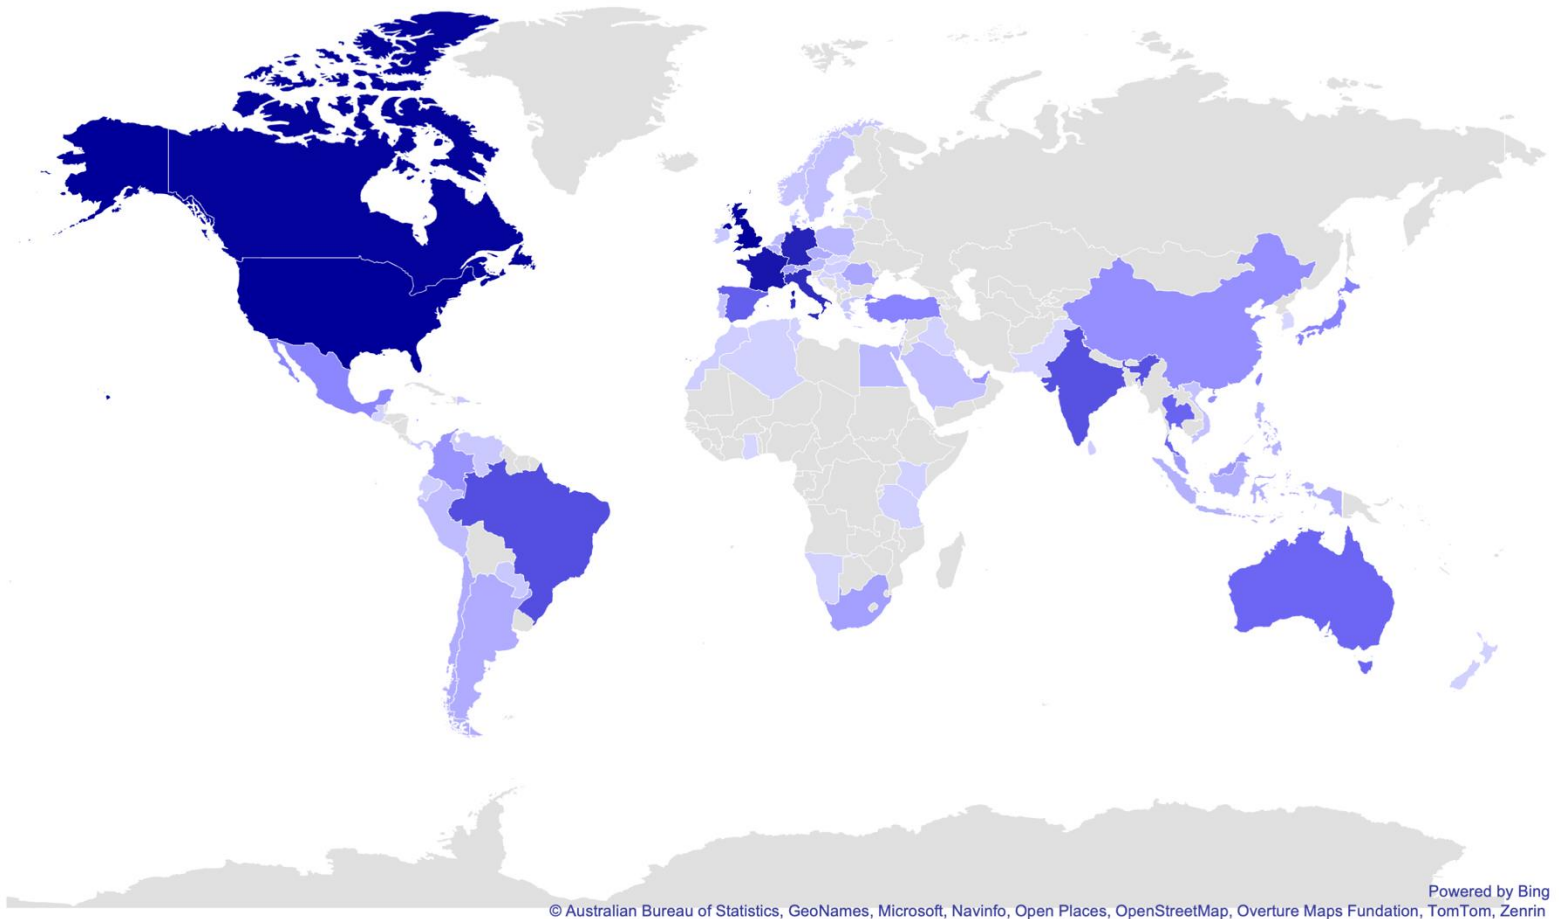 Powered by Bing
© Australian Bureau of Statistics, GeoNames, Microsoft, Navinfo, Open Places, OpenStreetMap, Overture Maps Fundation, TomTom, Zenrin